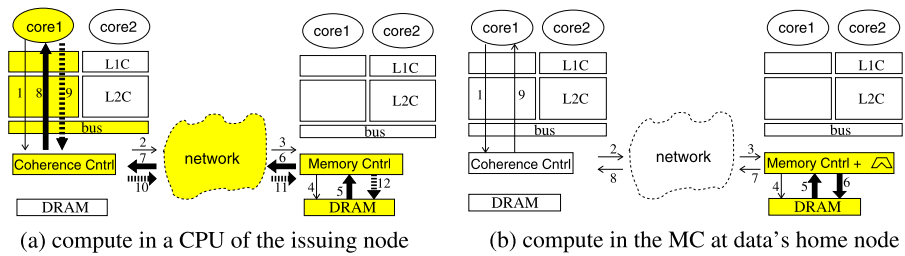 core1 core2 core1 core2 core1 core2 core1 core2
L1C L1C L1C L1C
1 8 9 L2C L2C 1 9 L2C L2C
bus bus bus bus
2 3 2 3
Coherence Cntrl 7 network 6 Memory Cntrl Coherence Cntrl network Memory Cntrl +
10 11 8 7
4 5 12 4 5 6
DRAM DRAM DRAM DRAM
(a) compute in a CPU of the issuing node (b) compute in the MC at data's home node